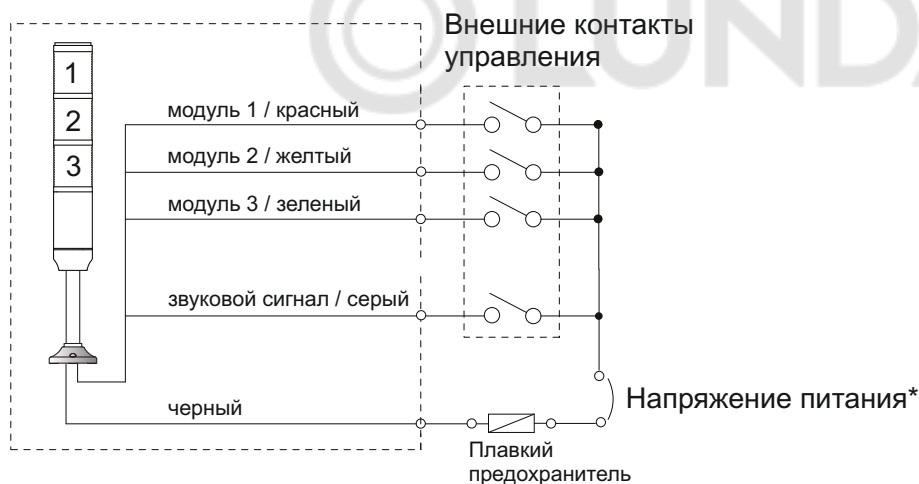 LUNDA
Внешние контакты
управления
1
2
3
модуль 1 / красный
модуль 2 / желтый
модуль 3 / зеленый
звуковой сигнал / серый
черный
Напряжение питания*
Плавкий
предохранитель